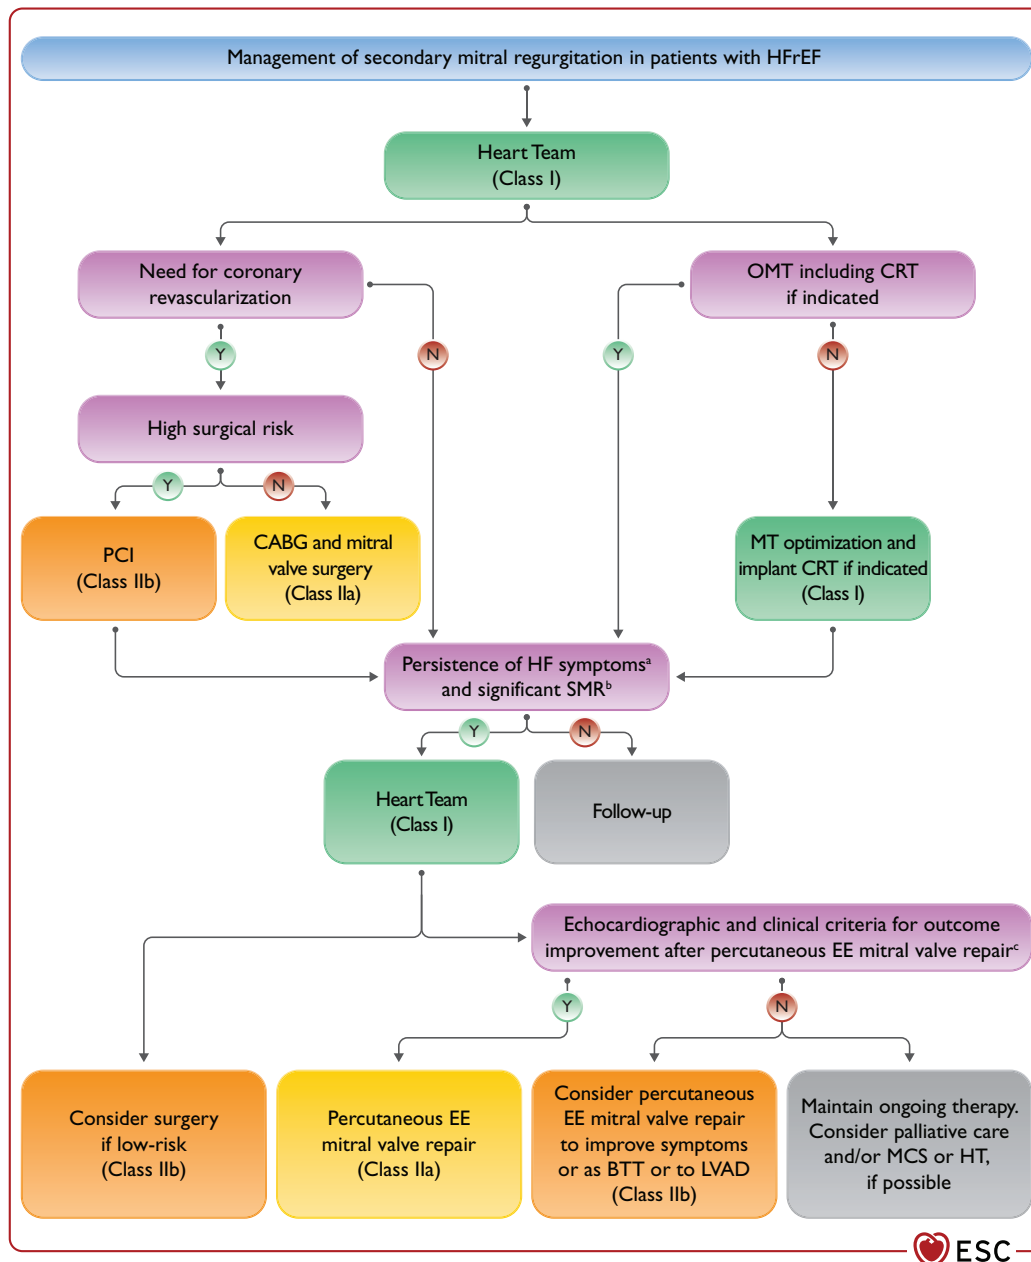 Management of secondary mitral regurgitation in patients with HFrEF
Heart Team
(Class I)
Need for coronary
revascularization
OMT including CRT
if indicated
N
Y
Y
N
High surgical risk
Y
N
PCI
(Class IIb)
CABG and mitral
valve surgery
(Class IIa)
MT optimization and
implant CRT if indicated
(Class I)
Persistence of HF symptomsᵃ
and significant SMRᵇ
Y
N
Heart Team
(Class I)
Follow-up
Echocardiographic and clinical criteria for outcome
improvement after percutaneous EE mitral valve repairᶜ
Y
N
Consider surgery
if low-risk
(Class IIb)
Percutaneous EE
mitral valve repair
(Class IIa)
Consider percutaneous
EE mitral valve repair
to improve symptoms
or as BTT or to LVAD
(Class IIb)
Maintain ongoing therapy.
Consider palliative care
and/or MCS or HT,
if possible
ESC